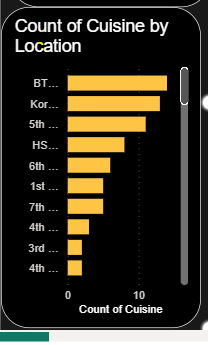 Count of Cuisine by
Location
BT...
Kor...
5th ...
HS...
6th ...
1st ...
7th ...
4th ...
3rd ...
4th ...
0 10
Count of Cuisine